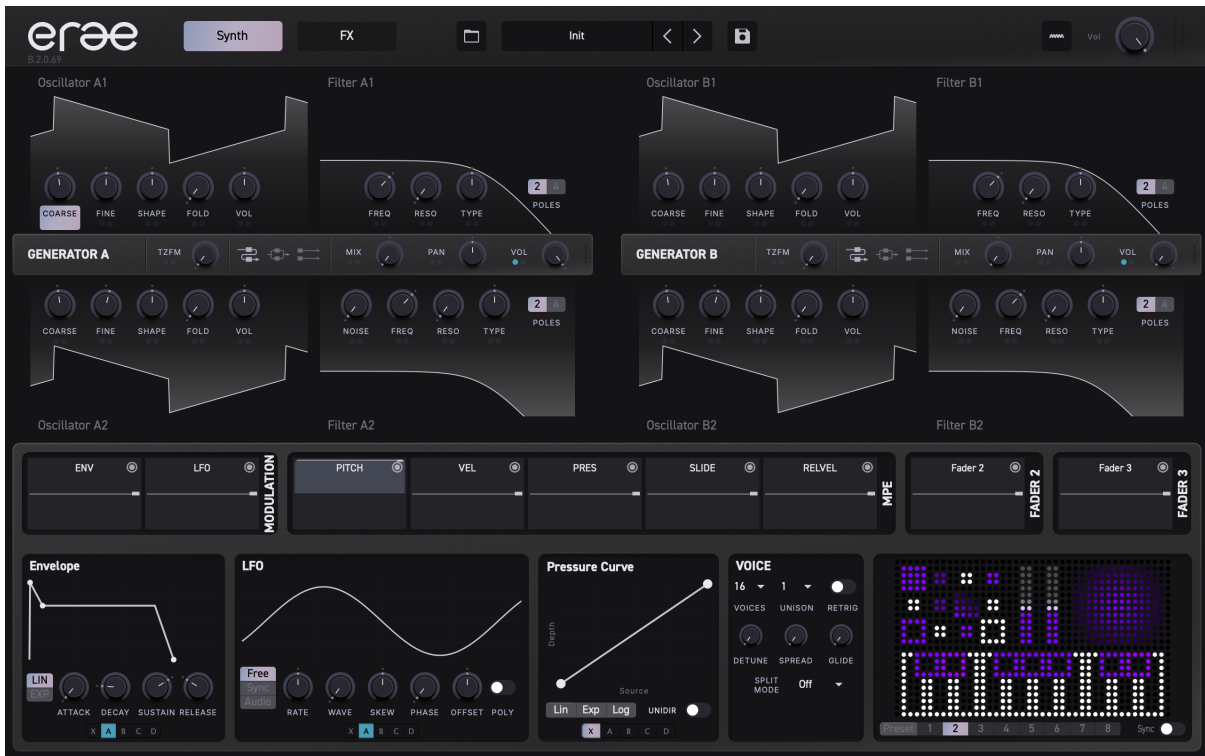 erae
Synth
FX
Init
Vol
B.2.0.69
Oscillator A1
Filter A1
Oscillator B1
Filter B1
COARSE FINE SHAPE FOLD VOL
FREQ RESO TYPE
2 4
POLES
COARSE FINE SHAPE FOLD VOL
FREQ RESO TYPE
2 4
POLES
GENERATOR A TZFM MIX PAN VOL
GENERATOR B TZFM MIX PAN VOL
COARSE FINE SHAPE FOLD VOL
NOISE FREQ RESO TYPE
2 4
POLES
COARSE FINE SHAPE FOLD VOL
NOISE FREQ RESO TYPE
2 4
POLES
Oscillator A2
Filter A2
Oscillator B2
Filter B2
ENV LFO MODULATION
PITCH VEL PRES SLIDE RELVEL MPE
Fader 2 FADER 2
Fader 3 FADER 3
Envelope
LIN
EXP
ATTACK DECAY SUSTAIN RELEASE
X A B C D
LFO
Free
Sync
Audio
RATE WAVE SKEW PHASE OFFSET POLY
X A B C D
Pressure Curve
Depth
Source
Lin Exp Log UNIDIR
X A B C D
VOICE
16 1
VOICES UNISON RETRIG
DETUNE SPREAD GLIDE
SPLIT
MODE
Off
Preset 1 2 3 4 5 6 7 8 Sync